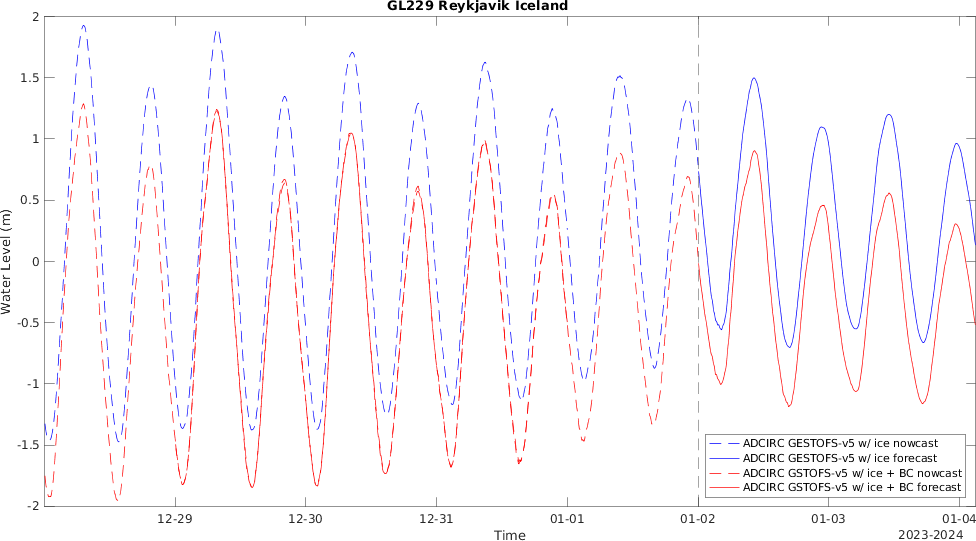 GL229 Reykjavik Iceland
2
1.5
1
0.5
0
-0.5
-1
-1.5
-2
Water Level (m)
ADCIRC GESTOFS-v5 w/ ice nowcast
ADCIRC GESTOFS-v5 w/ ice forecast
ADCIRC GSTOFS-v5 w/ ice + BC nowcast
ADCIRC GSTOFS-v5 w/ ice + BC forecast
12-29 12-30 12-31 01-01 01-02 01-03 01-04
Time
2023-2024